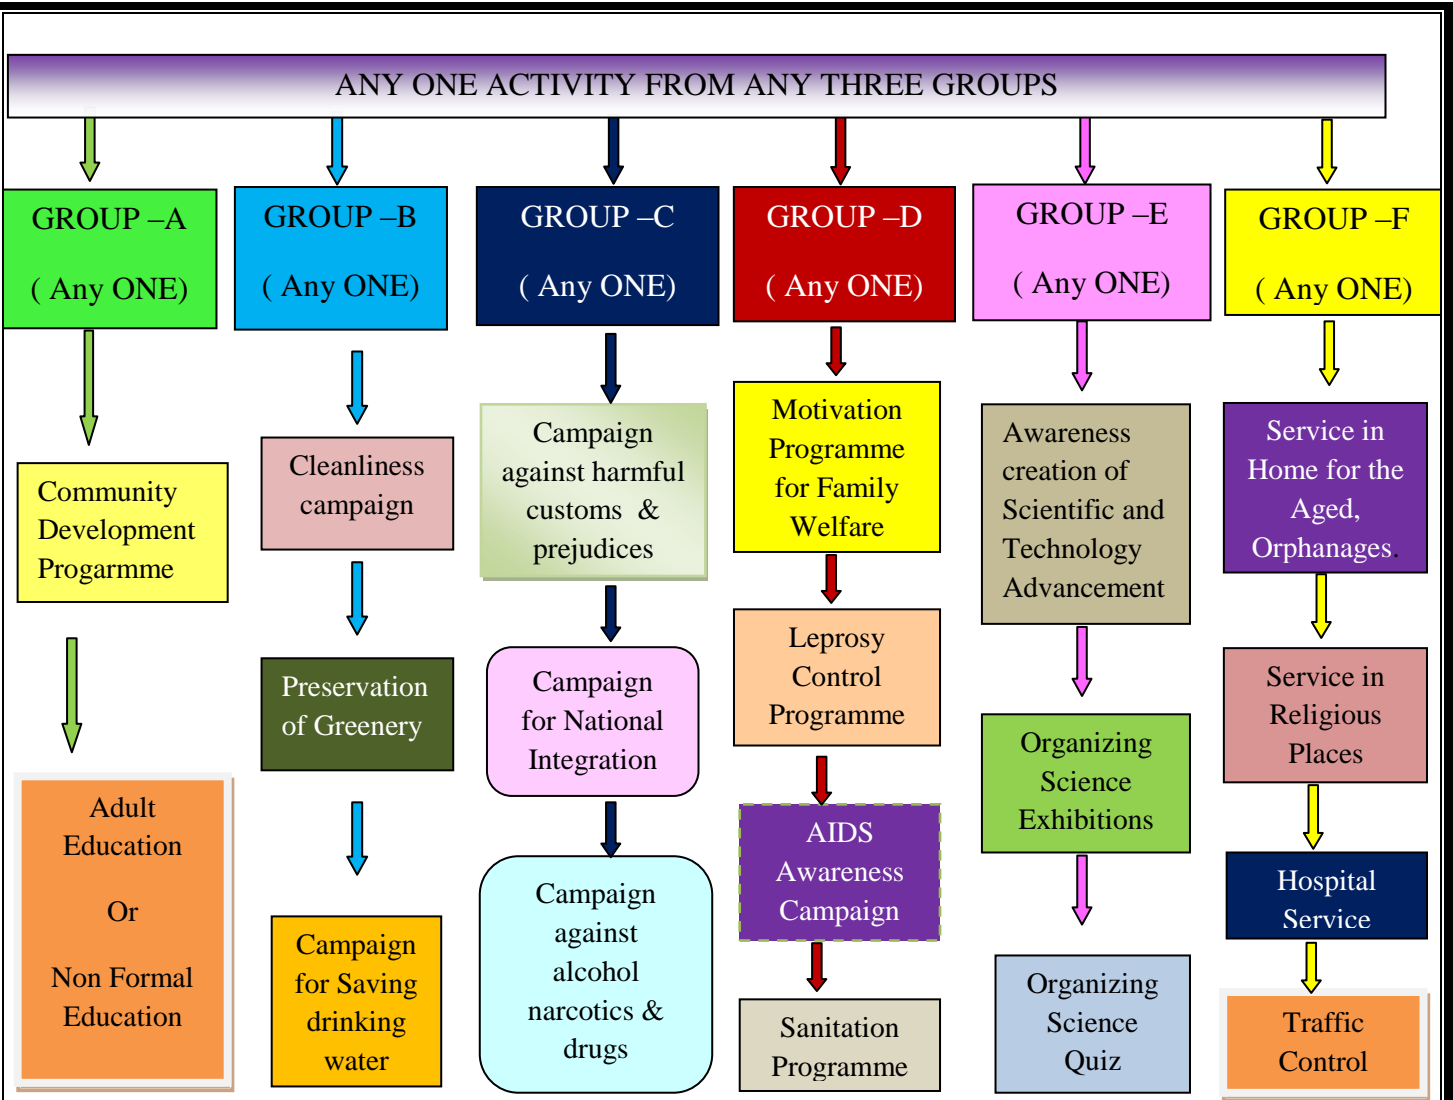 ANY ONE ACTIVITY FROM ANY THREE GROUPS
GROUP –A
( Any ONE)
Community
Development
Progarmme
Adult
Education
Or
Non Formal
Education
GROUP –B
( Any ONE)
Cleanliness
campaign
Preservation
of Greenery
Campaign
for Saving
drinking
water
GROUP –C
( Any ONE)
Campaign
against harmful
customs &
prejudices
Campaign
for National
Integration
Campaign
against
alcohol
narcotics &
drugs
GROUP –D
( Any ONE)
Motivation
Programme
for Family
Welfare
Leprosy
Control
Programme
AIDS
Awareness
Campaign
Sanitation
Programme
GROUP –E
( Any ONE)
Awareness
creation of
Scientific and
Technology
Advancement
Organizing
Science
Exhibitions
Organizing
Science
Quiz
GROUP –F
( Any ONE)
Service in
Home for the
Aged,
Orphanages.
Service in
Religious
Places
Hospital
Service
Traffic
Control